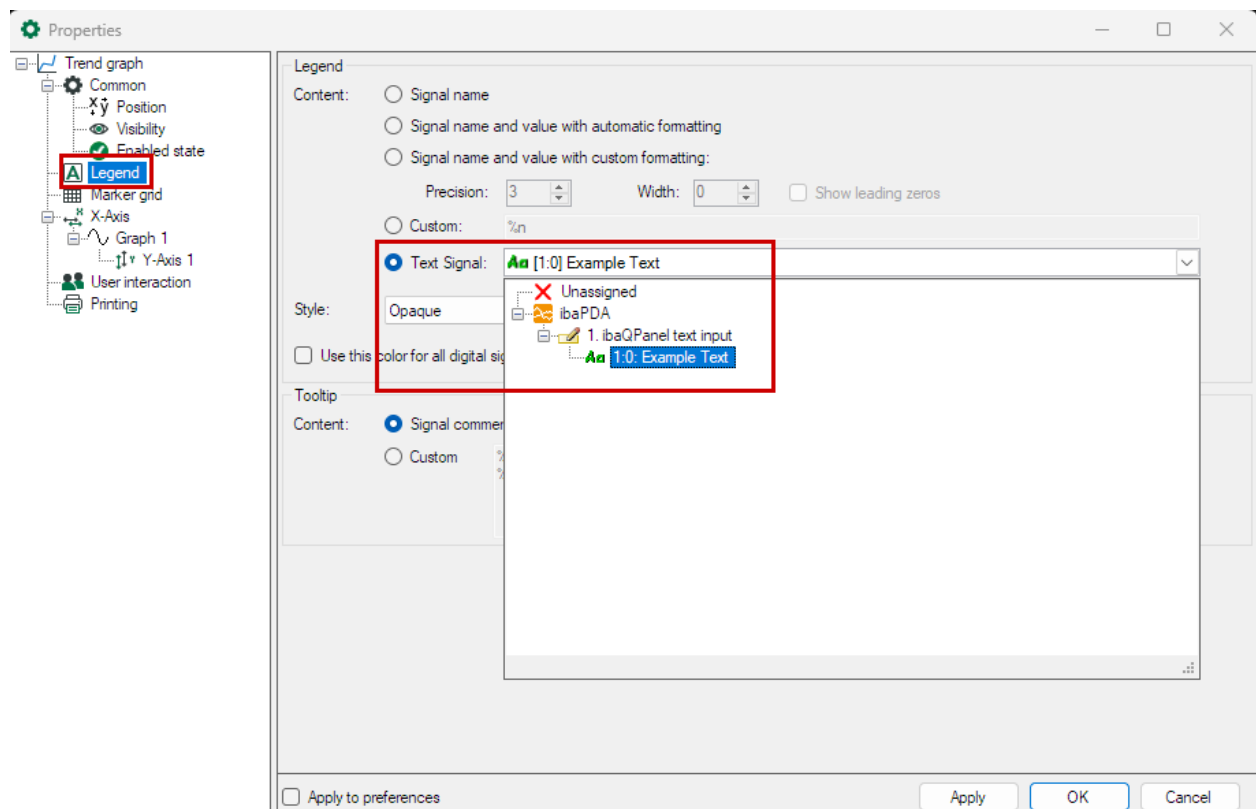 Properties
Trend graph
Common
Position
Visibility
Enabled state
Legend
Marker grid
X-Axis
Graph 1
Y-Axis 1
User interaction
Printing
Legend
Content: Signal name
Signal name and value with automatic formatting
Signal name and value with custom formatting:
Precision: 3 Width: 0 Show leading zeros
Custom: %n
Text Signal: Aa [1:0] Example Text
Unassigned
ibaPDA
1. ibaQPanel text input
Aa 1:0: Example Text
Style: Opaque
Use this color for all digital sig
Tooltip
Content: Signal commer
Custom
Apply to preferences Apply OK Cancel